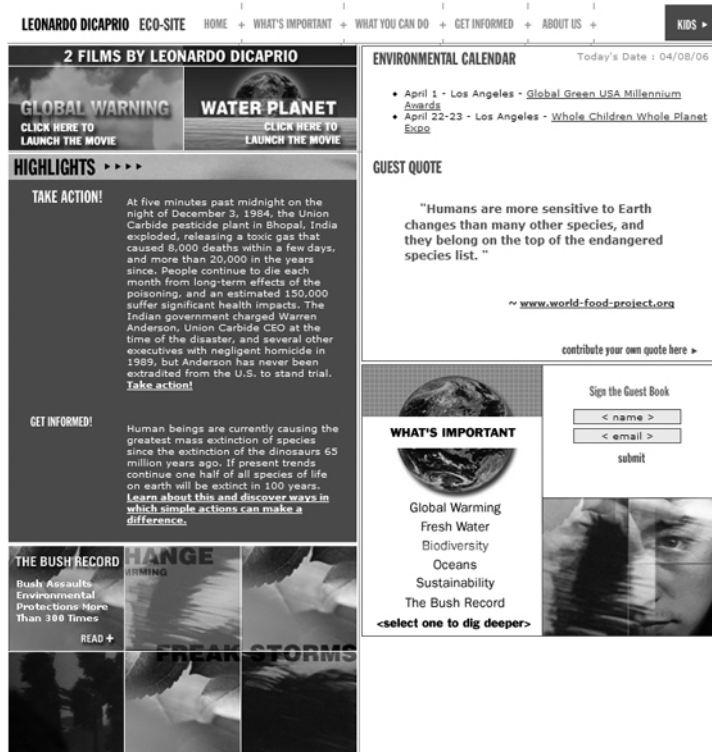 LEONARDO DICAPRIO ECO-SITE HOME + WHAT'S IMPORTANT + WHAT YOU CAN DO + GET INFORMED + ABOUT US + KIDS ►
2 FILMS BY LEONARDO DICAPRIO
GLOBAL WARNING
CLICK HERE TO
LAUNCH THE MOVIE
WATER PLANET
CLICK HERE TO
LAUNCH THE MOVIE
HIGHLIGHTS ► ► ► ►
TAKE ACTION!
At five minutes past midnight on the
night of December 3, 1984, the Union
Carbide pesticide plant in Bhopal, India
exploded, releasing a toxic gas that
caused 8,000 deaths within a few days,
and more than 20,000 in the years
since. People continue to die each
month from long-term effects of the
poisoning, and an estimated 150,000
suffer significant health impacts. The
Indian government charged Warren
Anderson, Union Carbide CEO at the
time of the disaster, and several other
executives with negligent homicide in
1989, but Anderson has never been
extradited from the U.S. to stand trial.
Take action!
GET INFORMED!
Human beings are currently causing the
greatest mass extinction of species
since the extinction of the dinosaurs 65
million years ago. If present trends
continue one half of all species of life
on earth will be extinct in 100 years.
Learn about this and discover ways in
which simple actions can make a
difference.
THE BUSH RECORD
Bush Assaults
Environmental
Protections More
Than 300 Times
READ +
HANGE
RMING
FREAK STORMS
ENVIRONMENTAL CALENDAR
Today's Date : 04/08/06
• April 1 - Los Angeles - Global Green USA Millennium
Awards
• April 22-23 - Los Angeles - Whole Children Whole Planet
Expo
GUEST QUOTE
"Humans are more sensitive to Earth
changes than many other species, and
they belong on the top of the endangered
species list. "
~ www.world-food-project.org
contribute your own quote here ►
WHAT'S IMPORTANT
Global Warming
Fresh Water
Biodiversity
Oceans
Sustainability
The Bush Record
<select one to dig deeper>
Sign the Guest Book
< name >
< email >
submit